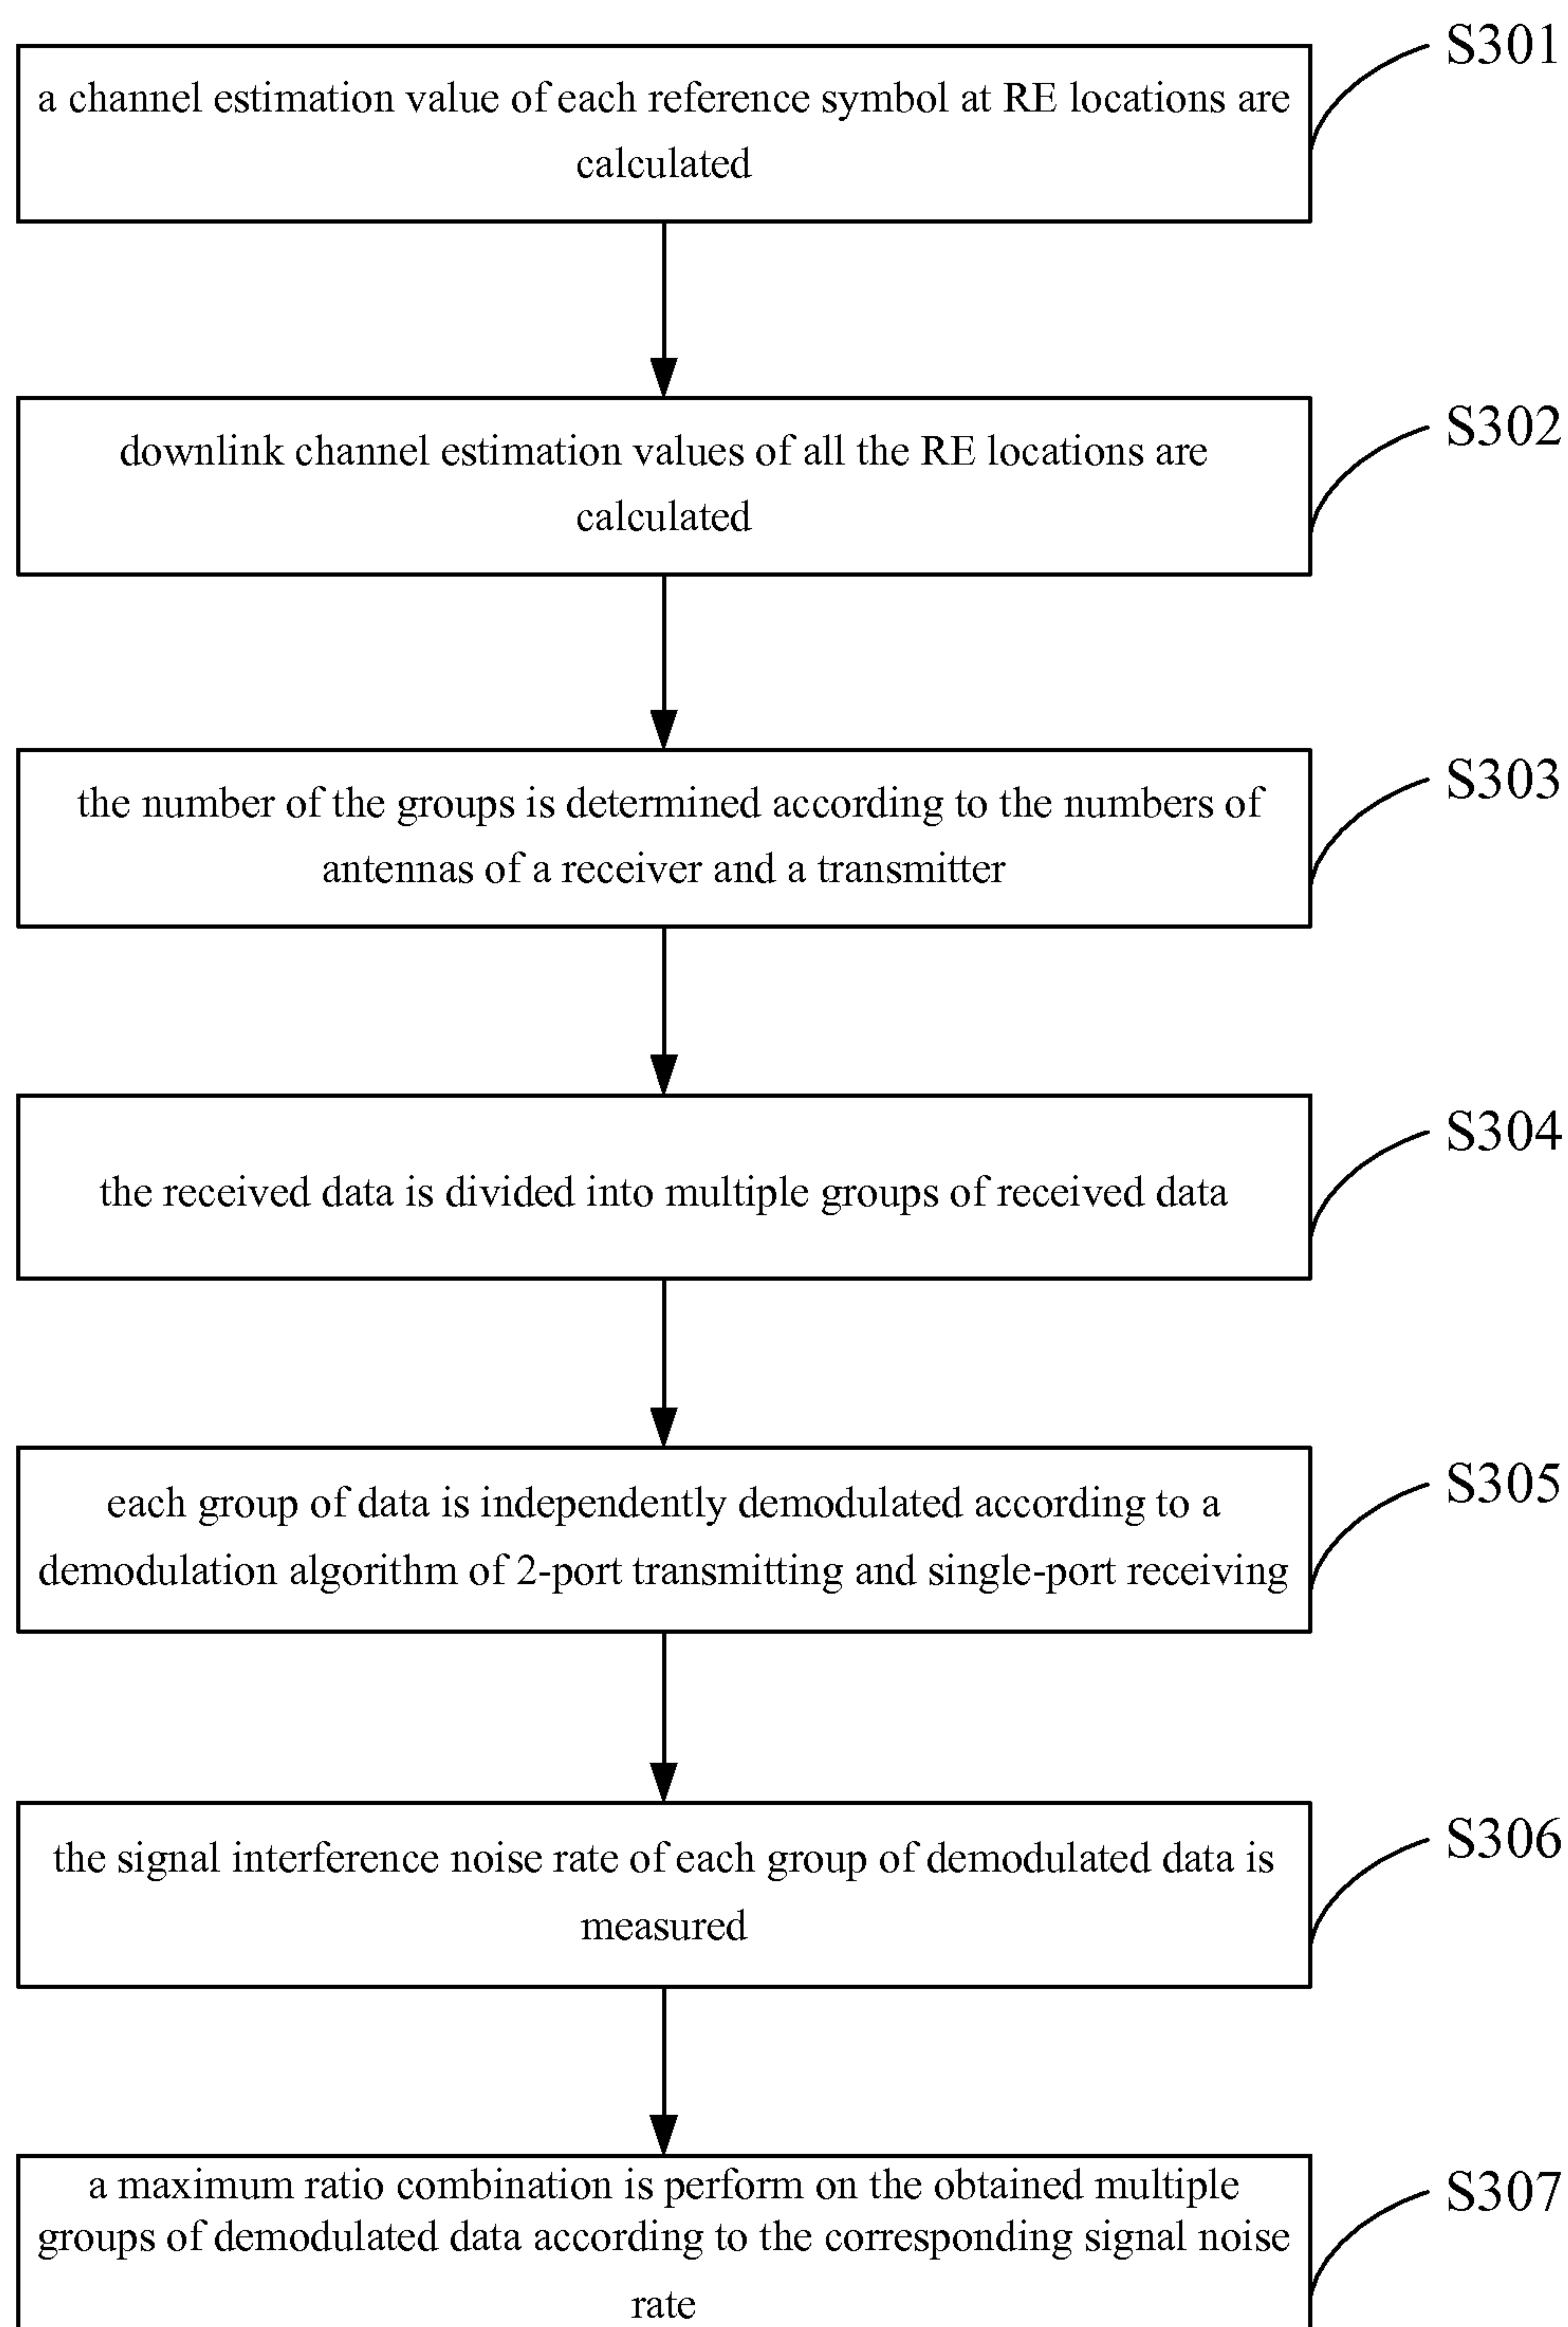 S301
a channel estimation value of each reference symbol at RE locations are
calculated
S302
downlink channel estimation values of all the RE locations are
calculated
S303
the number of the groups is determined according to the numbers of
antennas of a receiver and a transmitter
S304
the received data is divided into multiple groups of received data
S305
each group of data is independently demodulated according to a
demodulation algorithm of 2-port transmitting and single-port receiving
S306
the signal interference noise rate of each group of demodulated data is
measured
S307
a maximum ratio combination is perform on the obtained multiple
groups of demodulated data according to the corresponding signal noise
rate